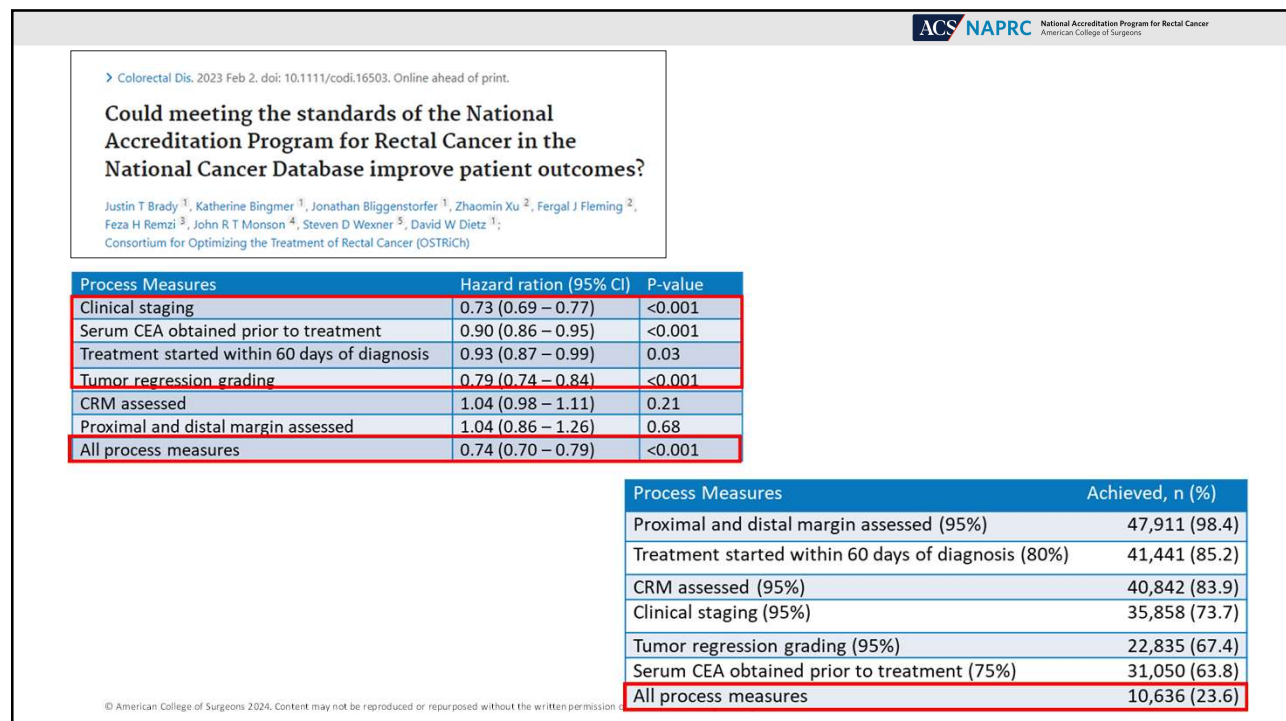 ACS NAPRC National Accreditation Program for Rectal Cancer
American College of Surgeons
> Colorectal Dis. 2023 Feb 2. doi: 10.1111/codi.16503. Online ahead of print.
Could meeting the standards of the National
Accreditation Program for Rectal Cancer in the
National Cancer Database improve patient outcomes?
Justin T Brady 1, Katherine Bingmer 1, Jonathan Bliggenstorfer 1, Zhaomin Xu 2, Fergal J Fleming 2,
Feza H Remzi 3, John R T Monson 4, Steven D Wexner 5, David W Dietz 1;
Consortium for Optimizing the Treatment of Rectal Cancer (OSTRiCh)
Process Measures Hazard ration (95% CI) P-value
Clinical staging 0.73 (0.69 – 0.77) <0.001
Serum CEA obtained prior to treatment 0.90 (0.86 – 0.95) <0.001
Treatment started within 60 days of diagnosis 0.93 (0.87 – 0.99) 0.03
Tumor regression grading 0.79 (0.74 – 0.84) <0.001
CRM assessed 1.04 (0.98 – 1.11) 0.21
Proximal and distal margin assessed 1.04 (0.86 – 1.26) 0.68
All process measures 0.74 (0.70 – 0.79) <0.001
Process Measures Achieved, n (%)
Proximal and distal margin assessed (95%) 47,911 (98.4)
Treatment started within 60 days of diagnosis (80%) 41,441 (85.2)
CRM assessed (95%) 40,842 (83.9)
Clinical staging (95%) 35,858 (73.7)
Tumor regression grading (95%) 22,835 (67.4)
Serum CEA obtained prior to treatment (75%) 31,050 (63.8)
All process measures 10,636 (23.6)
© American College of Surgeons 2024. Content may not be reproduced or repurposed without the written permission